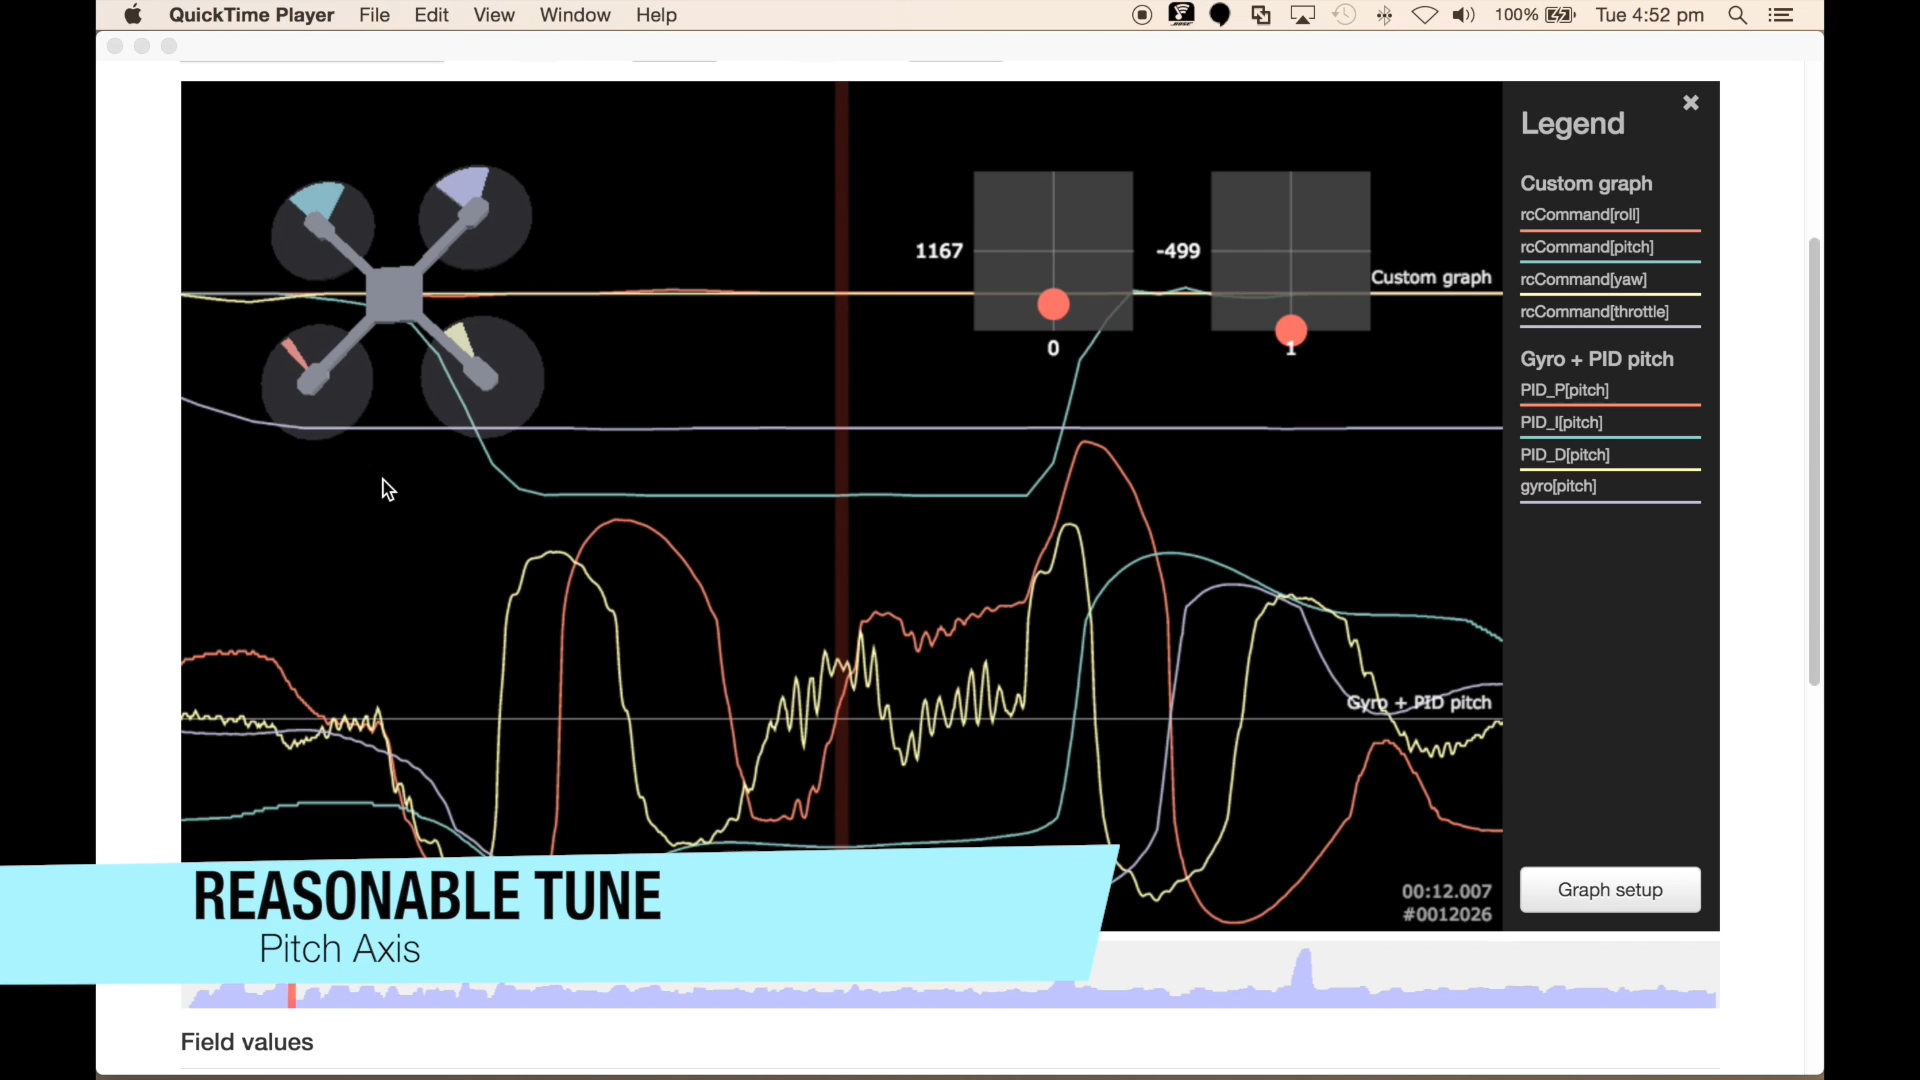 QuickTime Player File Edit View Window Help 100% Tue 4:52 pm
Legend
Custom graph
rcCommand[roll]
rcCommand[pitch]
rcCommand[yaw]
rcCommand[throttle]
Gyro + PID pitch
PID_P[pitch]
PID_I[pitch]
PID_D[pitch]
gyro[pitch]
Graph setup
1167
0
-499
1
Custom graph
Gyro + PID pitch
00:12.007
#0012026
REASONABLE TUNE
Pitch Axis
Field values